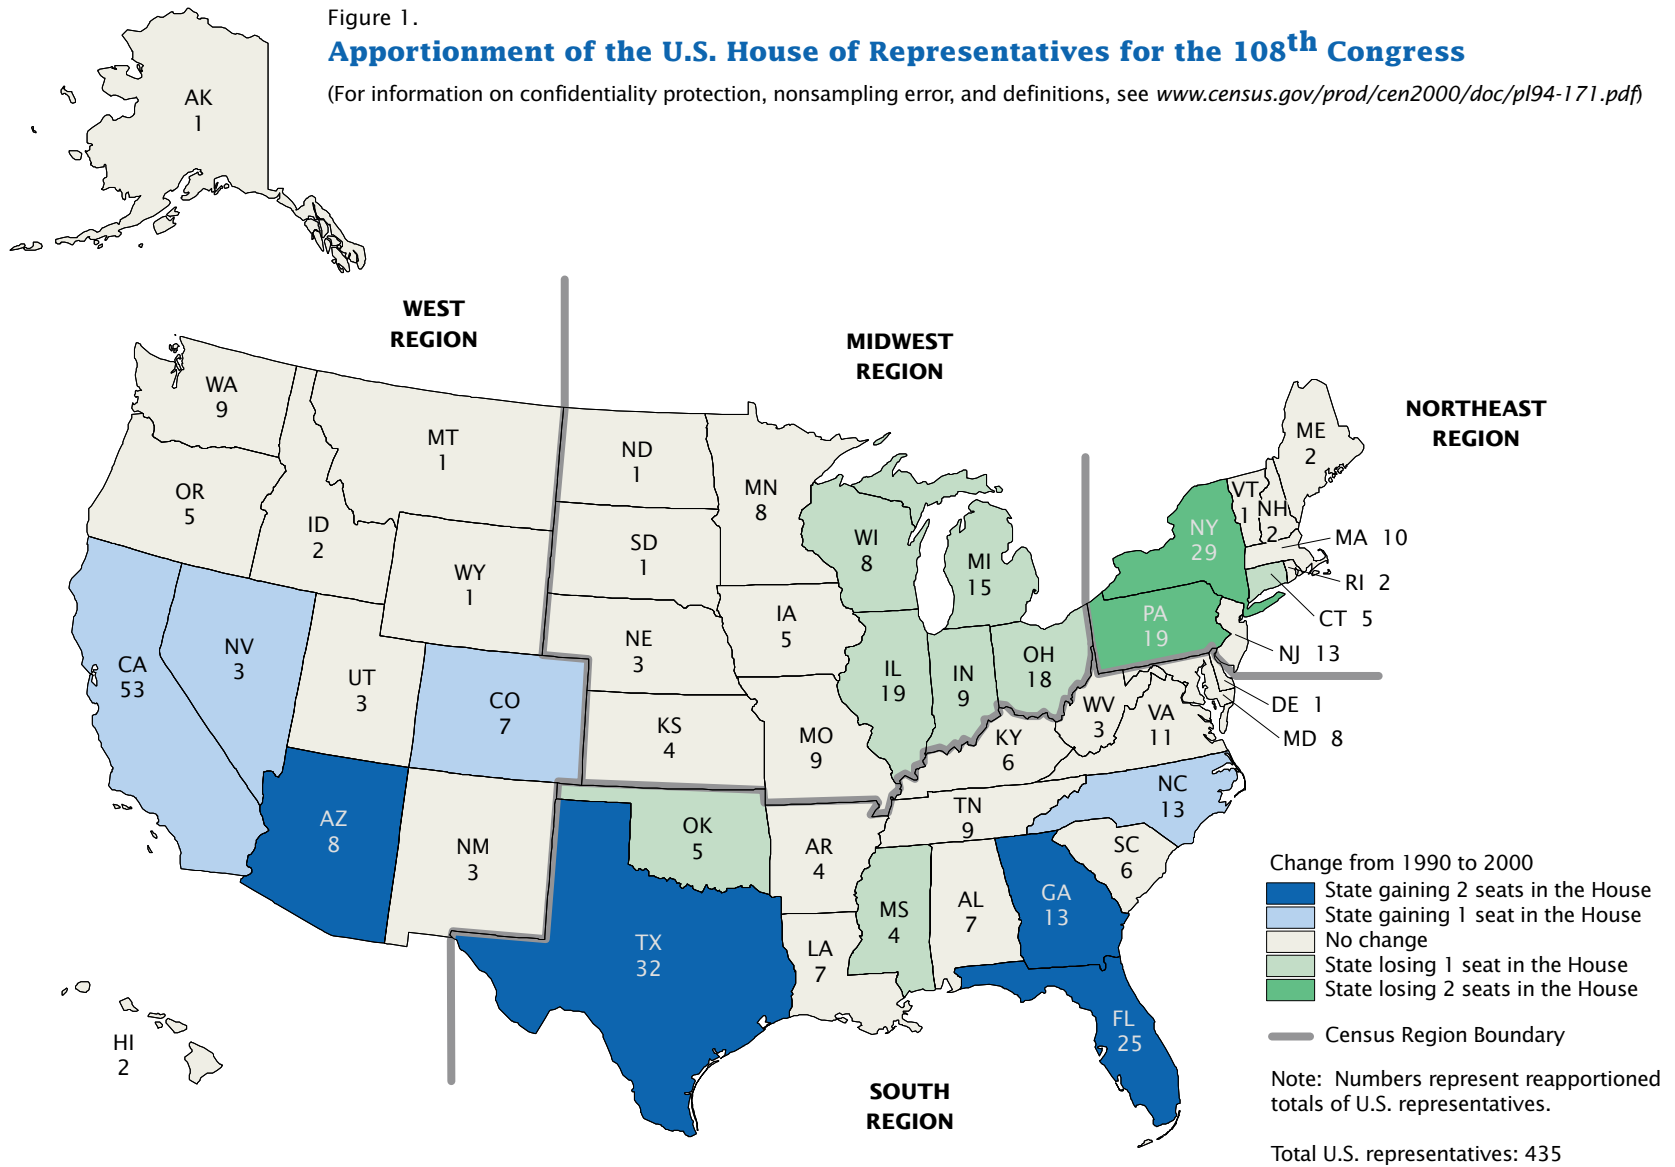 Figure 1.
Apportionment of the U.S. House of Representatives for the 108th Congress
(For information on confidentiality protection, nonsampling error, and definitions, see www.census.gov/prod/cen2000/doc/pl94-171.pdf)
AK
1
WEST
REGION
MIDWEST
REGION
NORTHEAST
REGION
WA
9
MT
1
OR
5
ID
2
WY
1
ND
1
SD
1
MN
8
WI
8
MI
15
NY
29
VT
1
NH
2
ME
2
MA 10
RI 2
CT 5
NJ 13
DE 1
MD 8
PA
19
CA
53
NV
3
UT
3
CO
7
NE
3
IA
5
KS
4
MO
9
IL
19
IN
9
OH
18
WV
3
VA
11
KY
6
NC
13
TN
9
SC
6
AZ
8
NM
3
OK
5
AR
4
TX
32
LA
7
MS
4
AL
7
GA
13
FL
25
HI
2
SOUTH
REGION
Change from 1990 to 2000
State gaining 2 seats in the House
State gaining 1 seat in the House
No change
State losing 1 seat in the House
State losing 2 seats in the House
Census Region Boundary
Note: Numbers represent reapportioned
totals of U.S. representatives.
Total U.S. representatives: 435